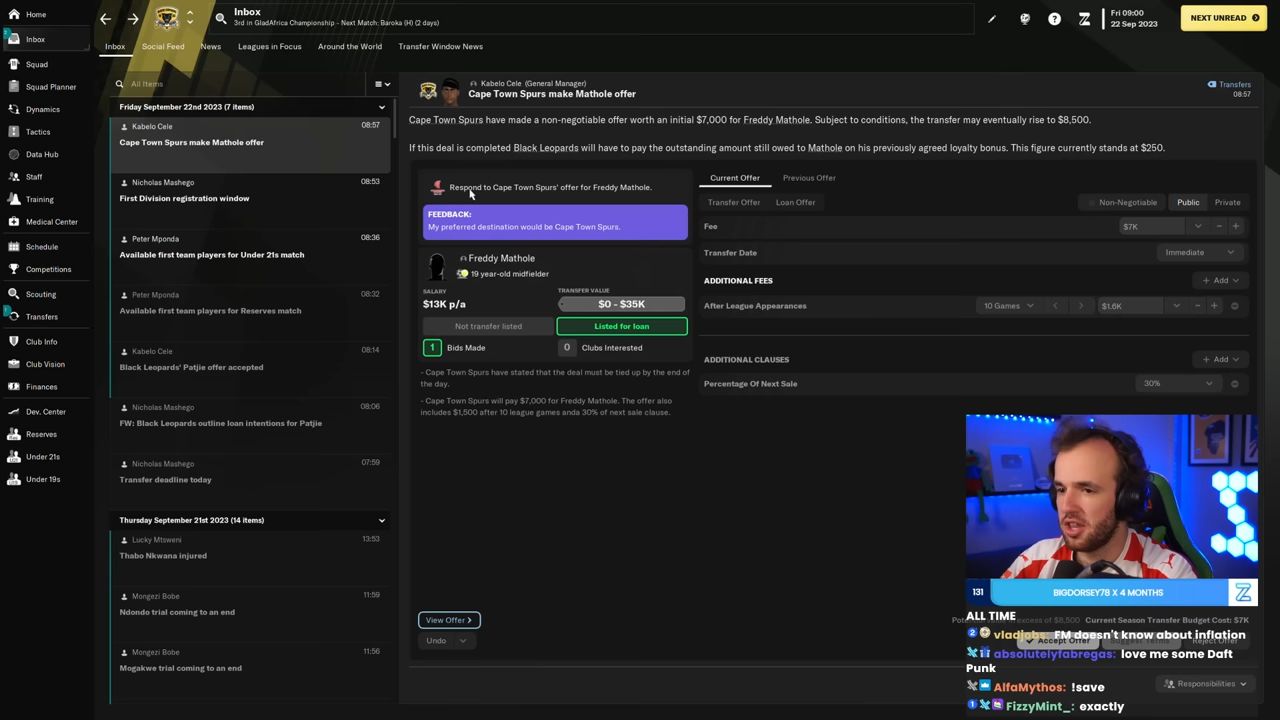 Home
Inbox
Squad
Squad Planner
Dynamics
Tactics
Data Hub
Staff
Training
Medical Center
Schedule
Competitions
Scouting
Transfers
Club Info
Club Vision
Finances
Dev. Center
Reserves
Under 21s
Under 19s
Inbox
3rd in GladAfrica Championship - Next Match: Baroka (H) (2 days)
Fri 09:00
22 Sep 2023
NEXT UNREAD
Inbox
Social Feed
News
Leagues in Focus
Around the World
Transfer Window News
All Items
Friday September 22nd 2023 (7 items)
Kabelo Cele 08:57
Cape Town Spurs make Mathole offer
Nicholas Mashego 08:53
First Division registration window
Peter Mponda 08:36
Available first team players for Under 21s match
Peter Mponda 08:32
Available first team players for Reserves match
Kabelo Cele 08:14
Black Leopards' Patjie offer accepted
Nicholas Mashego 08:06
FW: Black Leopards outline loan intentions for Patjie
Nicholas Mashego 07:59
Transfer deadline today
Thursday September 21st 2023 (14 items)
Lucky Mtsweni 13:53
Thabo Nkwana injured
Mongezi Bobe 11:59
Ndondo trial coming to an end
Mongezi Bobe 11:56
Mogakwe trial coming to an end
Kabelo Cele (General Manager)
Cape Town Spurs make Mathole offer
Transfers
08:57
Cape Town Spurs have made a non-negotiable offer worth an initial $7,000 for Freddy Mathole. Subject to conditions, the transfer may eventually rise to $8,500.
If this deal is completed Black Leopards will have to pay the outstanding amount still owed to Mathole on his previously agreed loyalty bonus. This figure currently stands at $250.
Respond to Cape Town Spurs' offer for Freddy Mathole.
FEEDBACK:
My preferred destination would be Cape Town Spurs.
Freddy Mathole
19 year-old midfielder
SALARY
$13K p/a
TRANSFER VALUE
$0 - $35K
Not transfer listed
Listed for loan
1 Bids Made
0 Clubs Interested
- Cape Town Spurs have stated that the deal must be tied up by the end of
the day.
- Cape Town Spurs will pay $7,000 for Freddy Mathole. The offer also
includes $1,500 after 10 league games anda 30% of next sale clause.
Current Offer
Previous Offer
Transfer Offer
Loan Offer
Non-Negotiable
Public
Private
Fee
$7K
Transfer Date
Immediate
ADDITIONAL FEES
Add
After League Appearances
10 Games
$1.6K
ADDITIONAL CLAUSES
Add
Percentage Of Next Sale
30%
View Offer
Undo
Current Season Transfer Budget Cost: $7K
Accept Offer
Responsibilities
131
BIGDORSEY78 X 4 MONTHS
ALL TIME
vladjobs: FM doesn't know about inflation
absolutelyfabregas: love me some Daft
Punk
AlfaMythos: !save
FizzyMint_: exactly